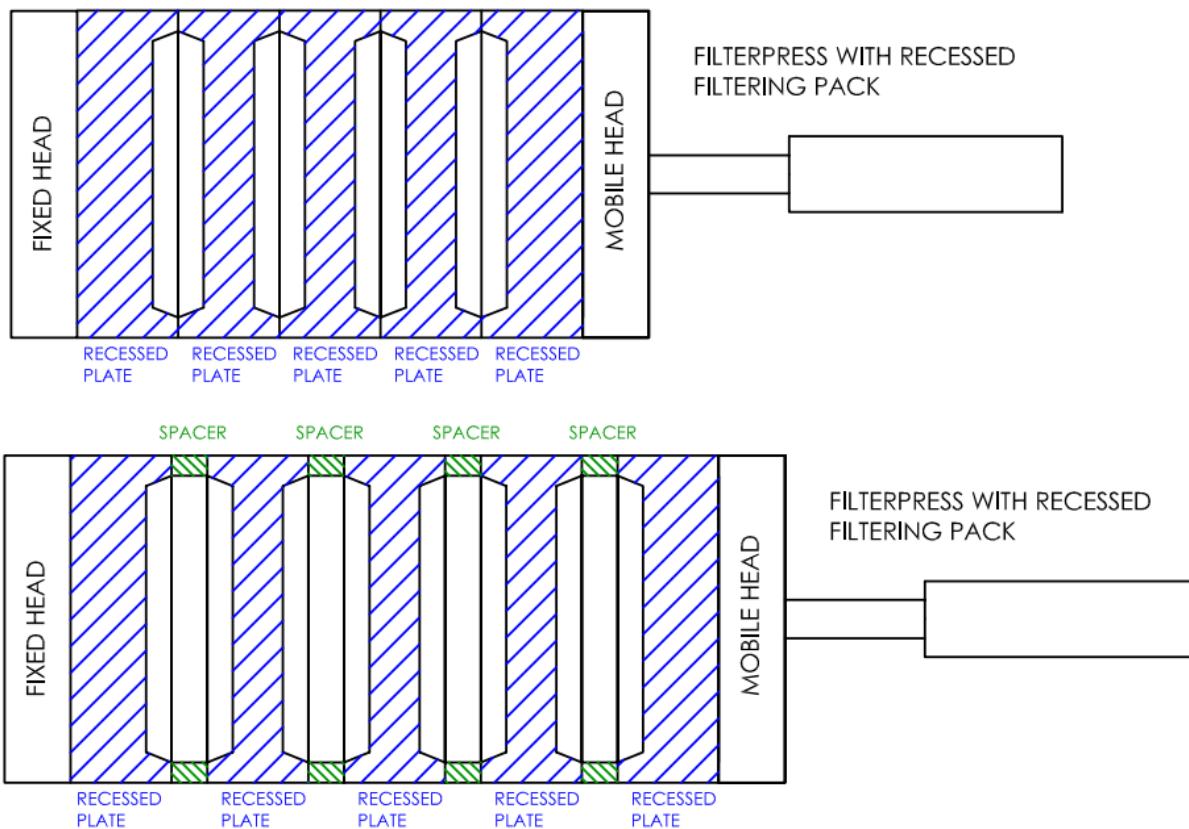 FIXED HEAD
MOBILE HEAD
FILTERPRESS WITH RECESSED
FILTERING PACK
RECESSED
PLATE
RECESSED
PLATE
RECESSED
PLATE
RECESSED
PLATE
RECESSED
PLATE
SPACER
SPACER
SPACER
SPACER
FIXED HEAD
MOBILE HEAD
FILTERPRESS WITH RECESSED
FILTERING PACK
RECESSED
PLATE
RECESSED
PLATE
RECESSED
PLATE
RECESSED
PLATE
RECESSED
PLATE